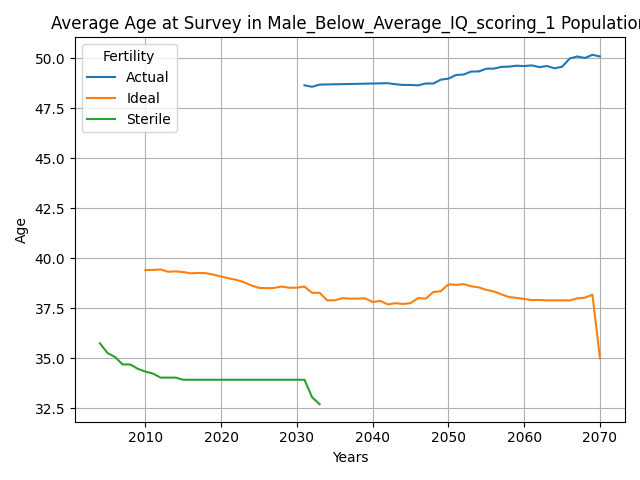 Average Age at Survey in Male_Below_Average_IQ_scoring_1 Population
Fertility
Actual
Ideal
Sterile
50.0
47.5
45.0
42.5
40.0
37.5
35.0
32.5
Age
2010 2020 2030 2040 2050 2060 2070
Years